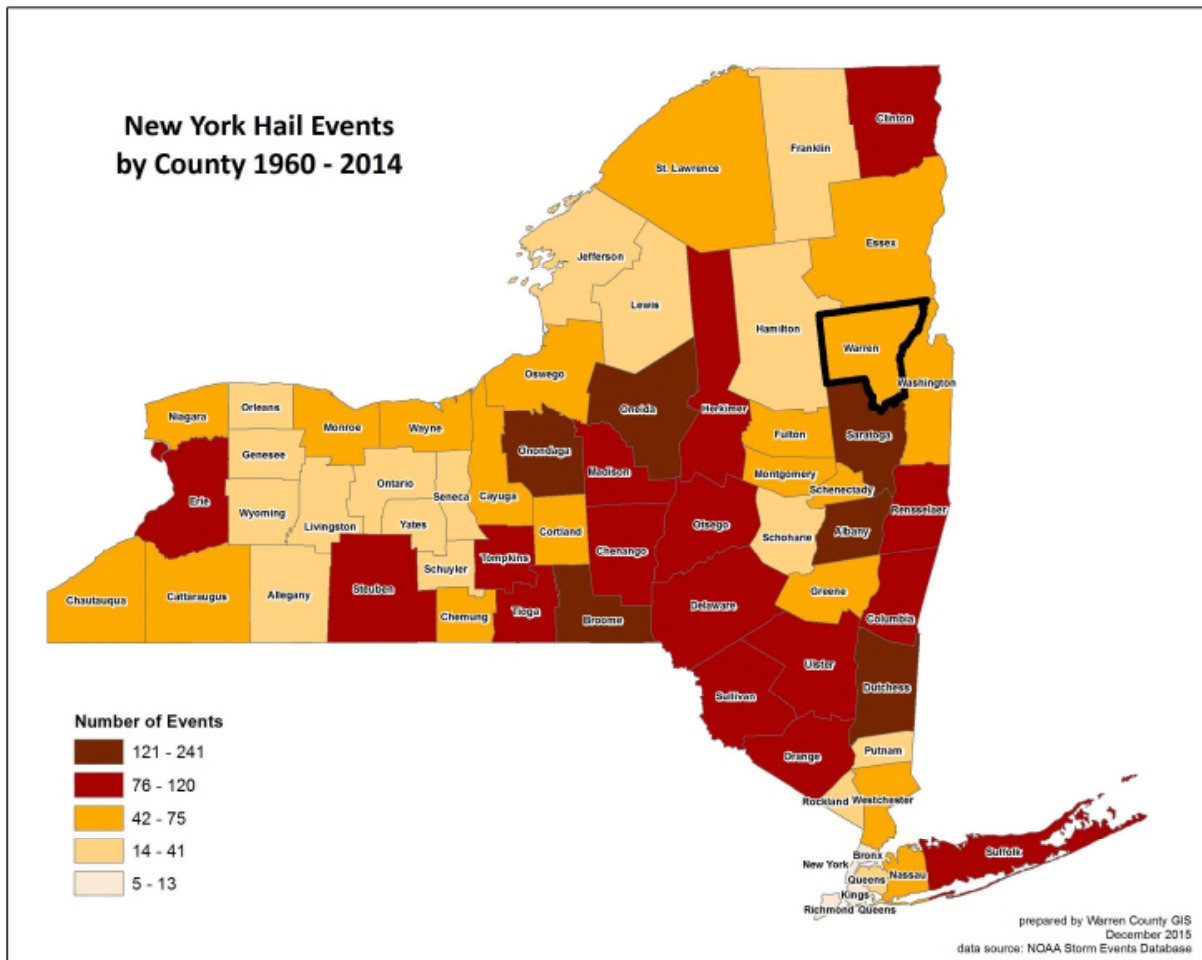 New York Hail Events
by County 1960 - 2014
Clinton
Franklin
St. Lawrence
Essex
Jefferson
Lewis
Hamilton
Warren
Washington
Oswego
Oneida
Herkimer
Niagara
Orleans
Monroe
Wayne
Fulton
Saratoga
Genesee
Onondaga
Madison
Montgomery
Ontario
Seneca
Cayuga
Schenectady
Erie
Wyoming
Livingston
Yates
Cortland
Otsego
Schoharie
Albany
Rensselaer
Tompkins
Chenango
Schuyler
Chautauqua
Cattaraugus
Allegany
Steuben
Chemung
Tioga
Broome
Delaware
Greene
Columbia
Ulster
Sullivan
Dutchess
Orange
Putnam
Rockland
Westchester
Bronx
New York
Suffolk
Queens
Nassau
Kings
Richmond
Queens
Number of Events
121 - 241
76 - 120
42 - 75
14 - 41
5 - 13
prepared by Warren County GIS
December 2015
data source: NOAA Storm Events Database